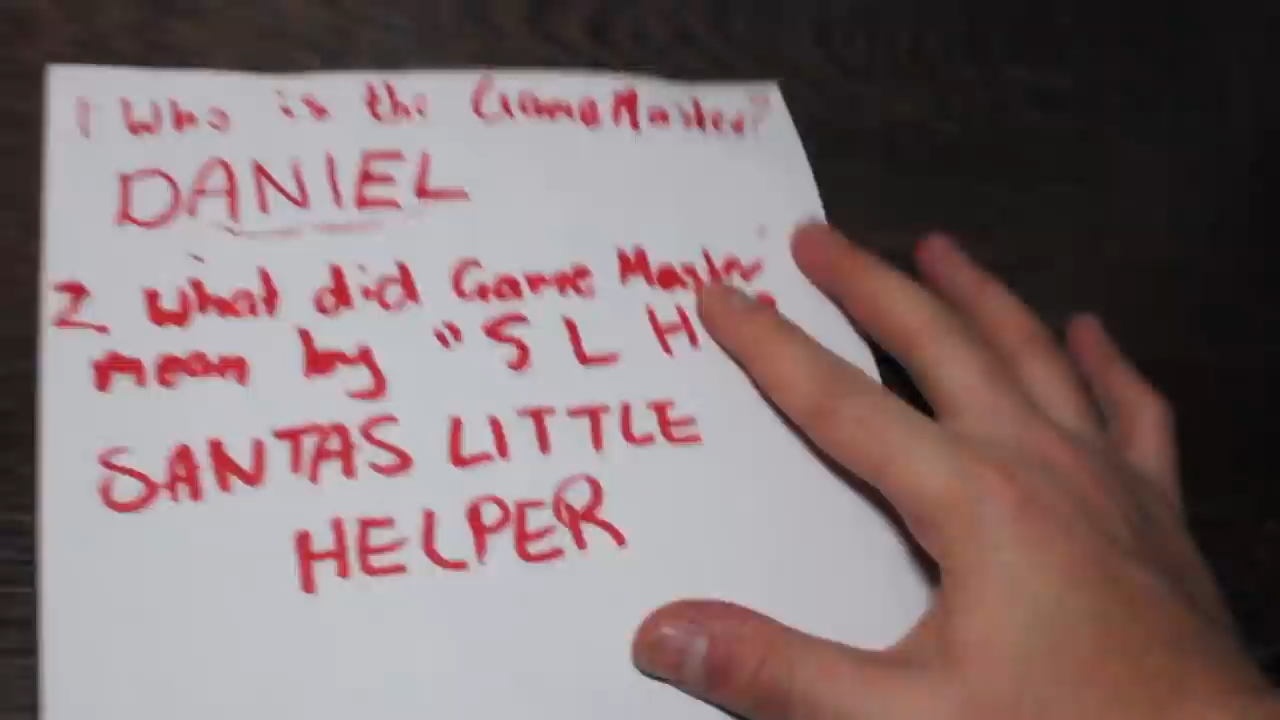 1 Who is the GameMaster?
DANIEL
2 What did Game Master
mean by "S L H
SANTAS LITTLE
HELPER